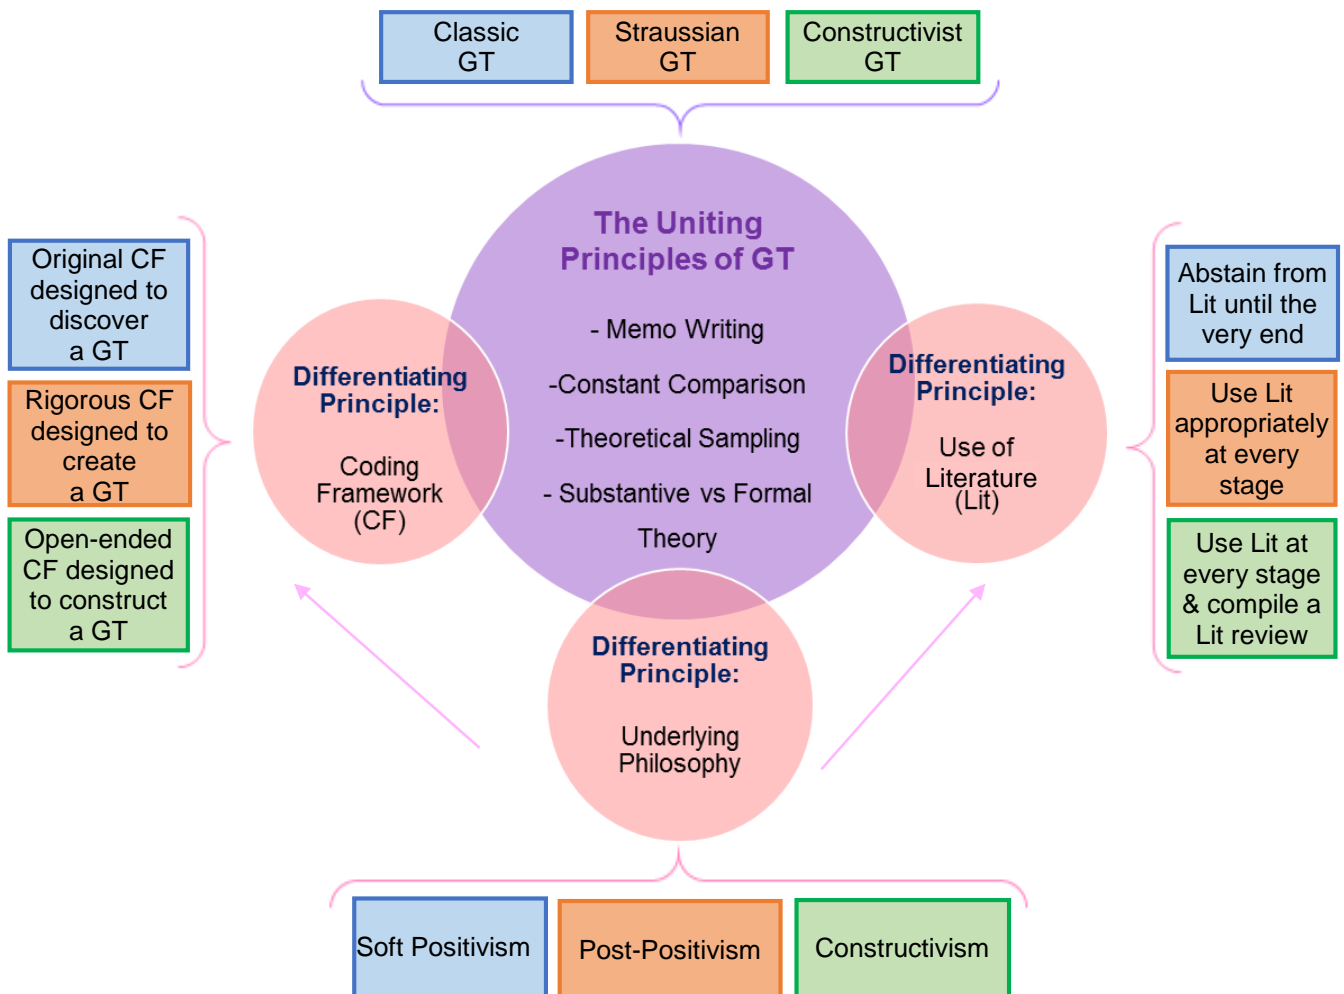 Classic
GT
Straussian
GT
Constructivist
GT
The Uniting
Principles of GT
- Memo Writing
-Constant Comparison
-Theoretical Sampling
- Substantive vs Formal
Theory
Original CF
designed to
discover
a GT
Rigorous CF
designed to
create
a GT
Open-ended
CF designed
to construct
a GT
Differentiating
Principle:
Coding
Framework
(CF)
Differentiating
Principle:
Use of
Literature
(Lit)
Abstain from
Lit until the
very end
Use Lit
appropriately
at every
stage
Use Lit at
every stage
& compile a
Lit review
Differentiating
Principle:
Underlying
Philosophy
Soft Positivism
Post-Positivism
Constructivism